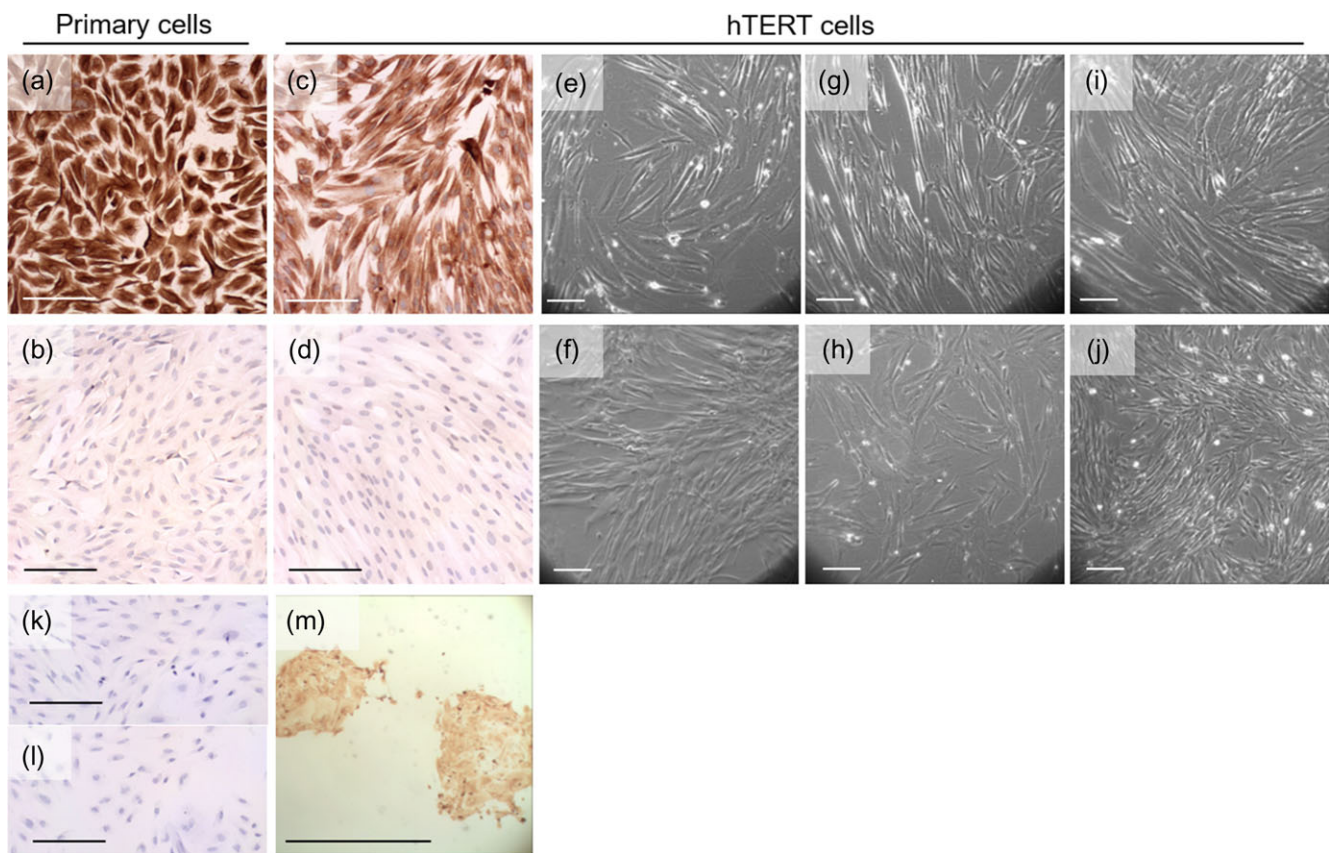 Primary cells
hTERT cells
(a)
(c)
(e)
(g)
(i)
(b)
(d)
(f)
(h)
(j)
(k)
(m)
(l)